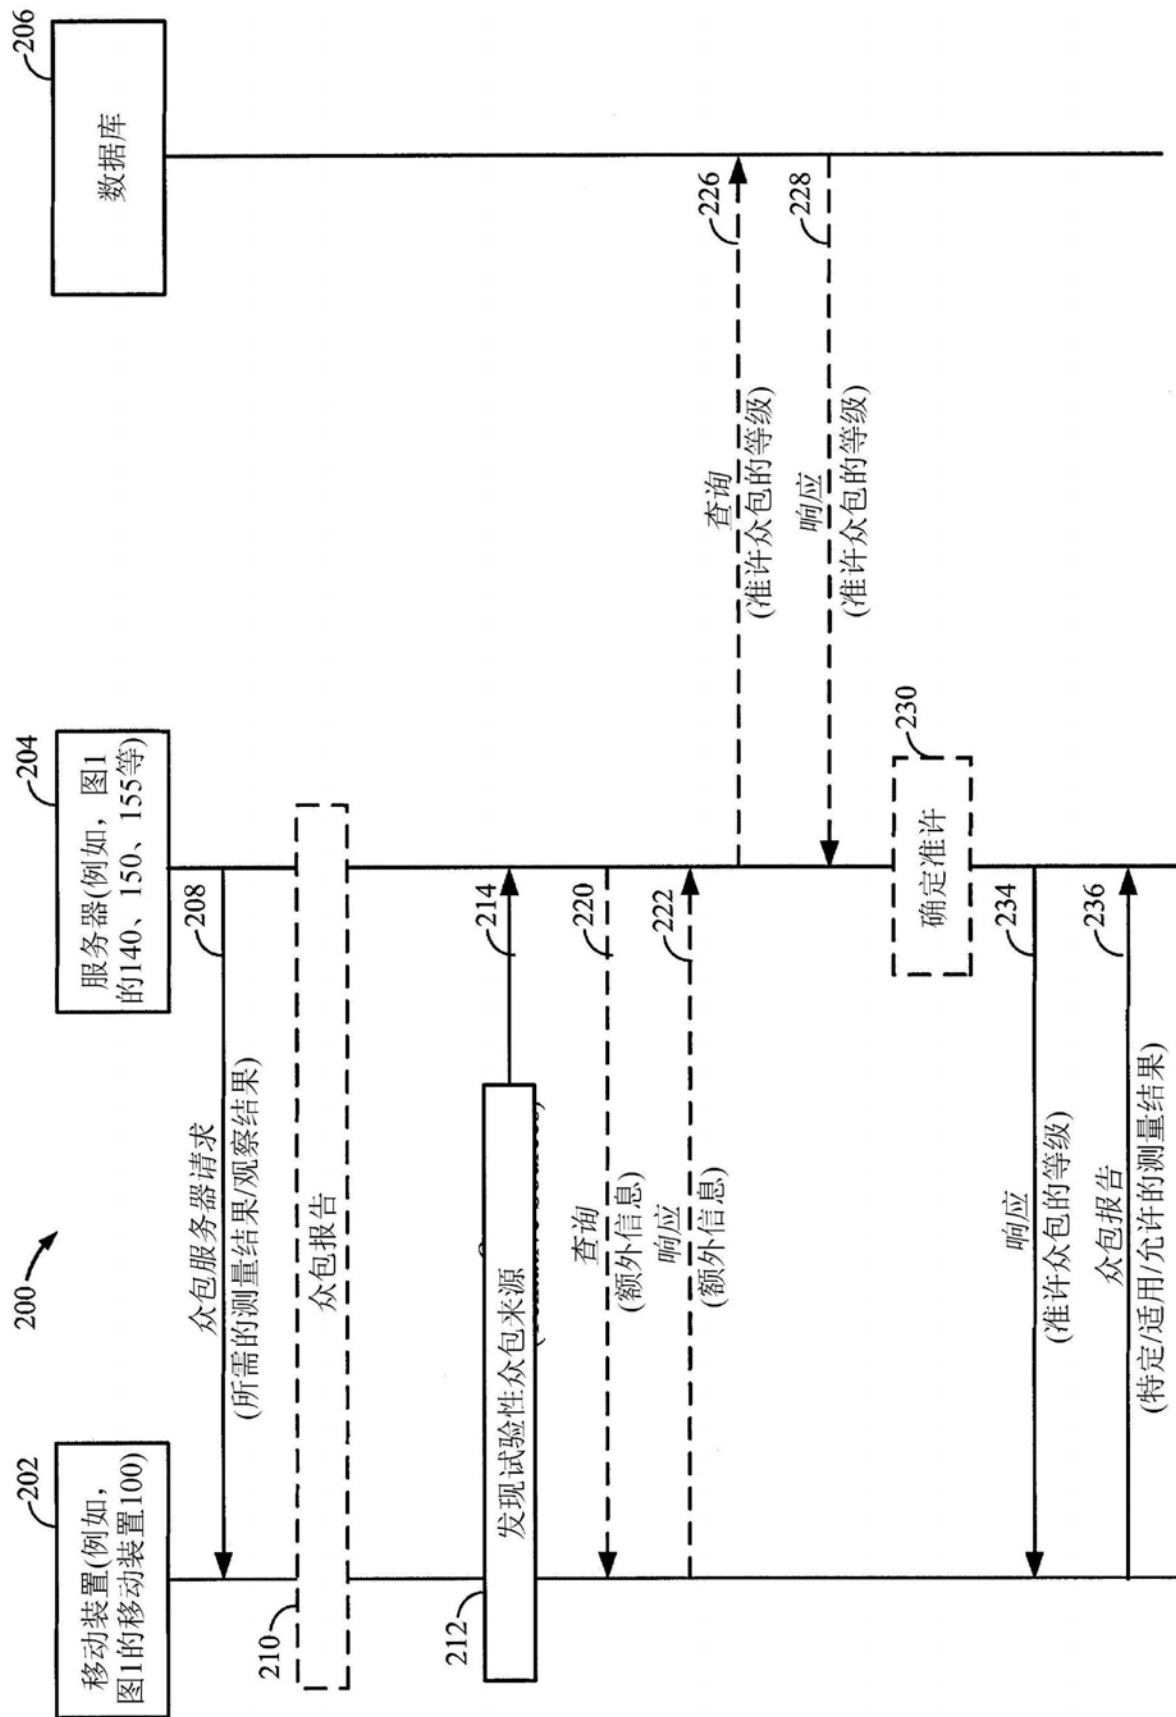 200
202
移动装置(例如,
图1的移动装置100)
204
服务器(例如，图1
的140、150、155等)
206
数据库
众包服务器请求
(所需的测量结果/观察结果)
208
210
众包报告
212
发现试验性众包来源
214
查询
(额外信息)
220
响应
(额外信息)
222
查询
(准许众包的等级)
226
响应
(准许众包的等级)
228
确定准许
230
响应
(准许众包的等级)
234
众包报告
(特定/适用/允许的测量结果)
236